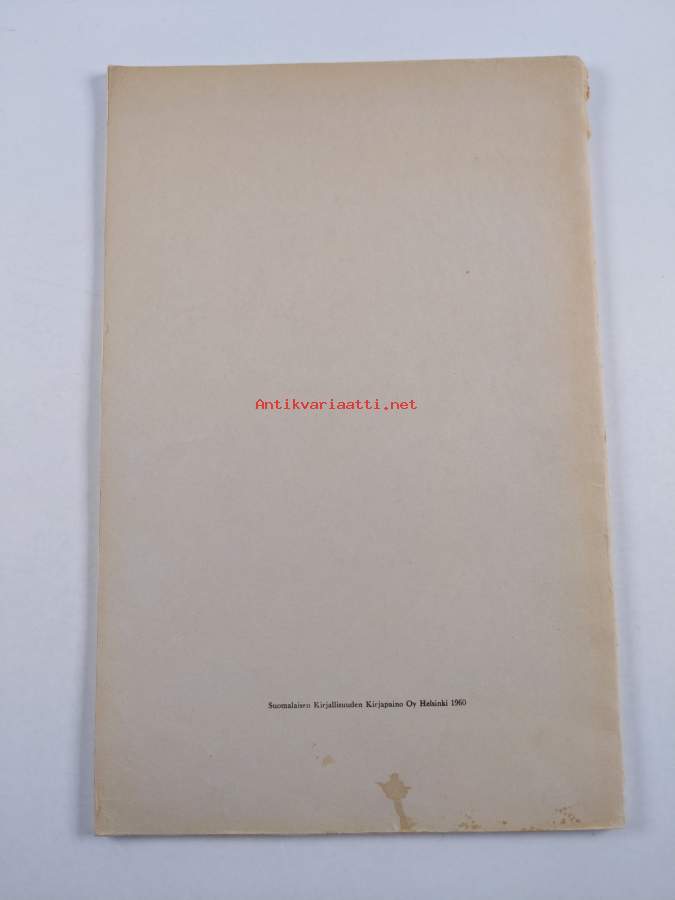 Antikvariaatti.net
Suomalaisen Kirjallisuuden Kirjapaino Oy Helsinki 1960